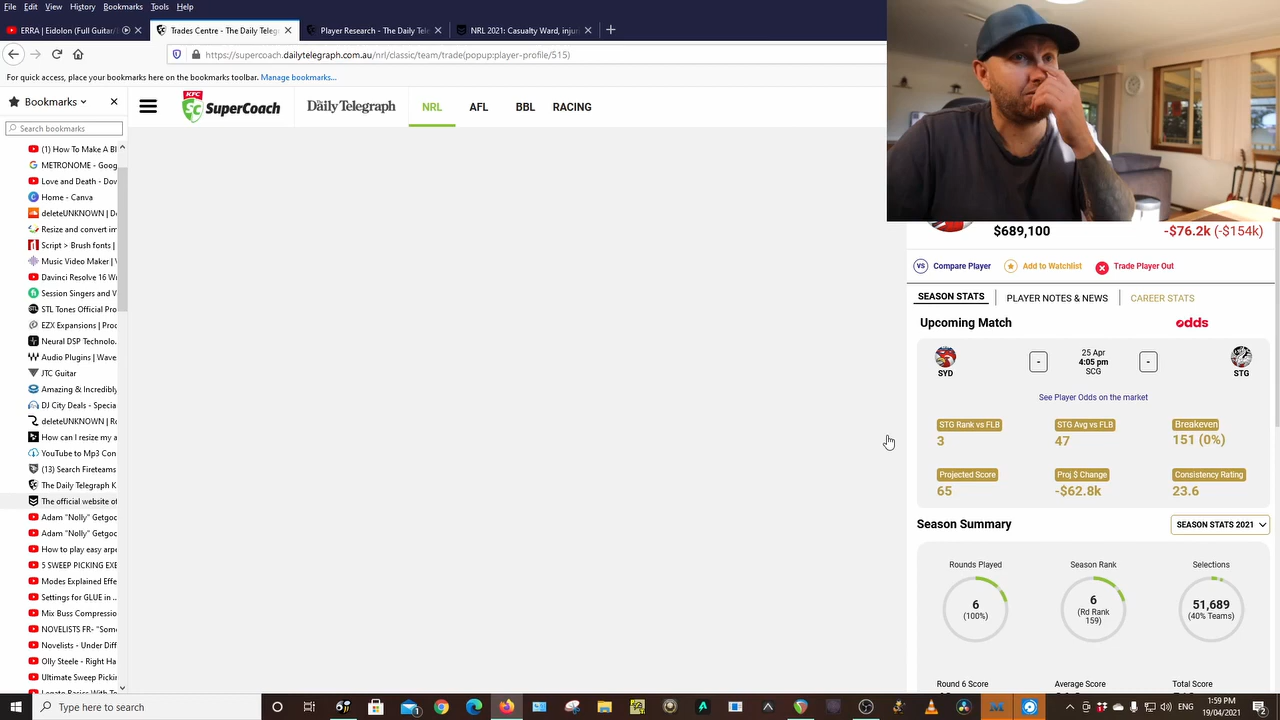 File Edit View History Bookmarks Tools Help
ERRA | Eidolon (Full Guitar/
Trades Centre - The Daily Teleg
Player Research - The Daily Tele
NRL 2021: Casualty Ward, injur
https://supercoach.dailytelegraph.com.au/nrl/classic/team/trade(popup:player-profile/515)
For quick access, place your bookmarks here on the bookmarks toolbar. Manage bookmarks...
Bookmarks
Search bookmarks
(1) How To Make A Bl
METRONOME - Goog
Love and Death - Dov
Home - Canva
deleteUNKNOWN | D
Resize and convert im
Script > Brush fonts |
Music Video Maker |
Davinci Resolve 16 W
Session Singers and V
STL Tones Official Pro
EZX Expansions | Proc
Neural DSP Technolo
Audio Plugins | Wave
JTC Guitar
Amazing & Incredibly
DJ City Deals - Specia
deleteUNKNOWN | Ro
How can I resize my a
YouTube to Mp3 Con
(13) Search Fireteams
The Daily Telegraph K
The official website of
Adam "Nolly" Getgoo
Adam "Nolly" Getgoo
How to play easy arpe
5 SWEEP PICKING EXE
Modes Explained Effe
Settings for GLUE in ..
Mix Buss Compressio
NOVELISTS FR- "Som
Novelists - Under Diff
Olly Steele - Right Ha
Ultimate Sweep Pickin
Legato Basics With To
KFC
SC SuperCoach
The Daily Telegraph
NRL AFL BBL RACING
$689,100 -$76.2k (-$154k)
VS Compare Player Add to Watchlist Trade Player Out
SEASON STATS PLAYER NOTES & NEWS CAREER STATS
Upcoming Match odds
SYD - 25 Apr - STG
4:05 pm
SCG
See Player Odds on the market
STG Rank vs FLB STG Avg vs FLB Breakeven
3 47 151 (0%)
Projected Score Proj $ Change Consistency Rating
65 -$62.8k 23.6
Season Summary SEASON STATS 2021
Rounds Played Season Rank Selections
6 (100%)
6 (Rd Rank 159)
51,689 (40% Teams)
Round 6 Score Average Score Total Score
Type here to search
1:59 PM
19/04/2021